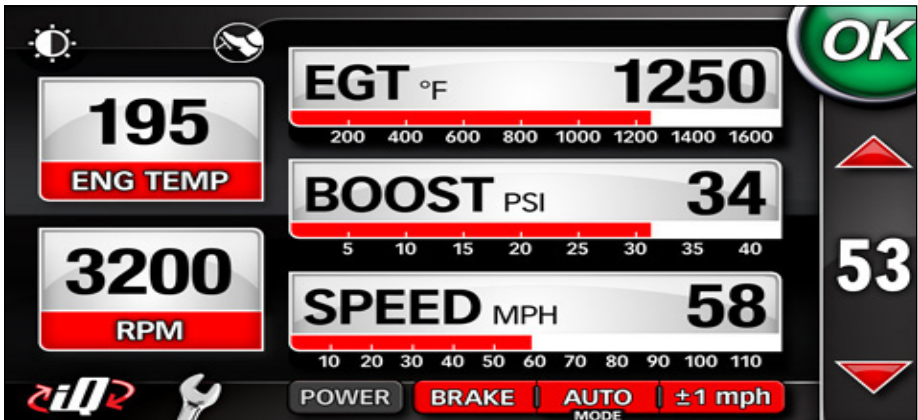 OK
195
ENG TEMP
3200
RPM
EGT °F 1250
200 400 600 800 1000 1200 1400 1600
BOOST PSI 34
5 10 15 20 25 30 35 40
SPEED MPH 58
10 20 30 40 50 60 70 80 90 100 110
53
iQ
POWER BRAKE AUTO ±1 mph
MODE